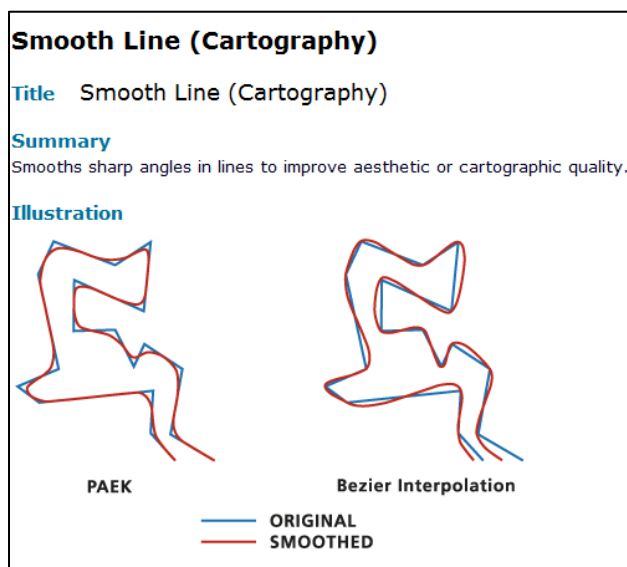 Smooth Line (Cartography)
Title Smooth Line (Cartography)
Summary
Smooths sharp angles in lines to improve aesthetic or cartographic quality.
Illustration
PAEK Bezier Interpolation
ORIGINAL
SMOOTHED